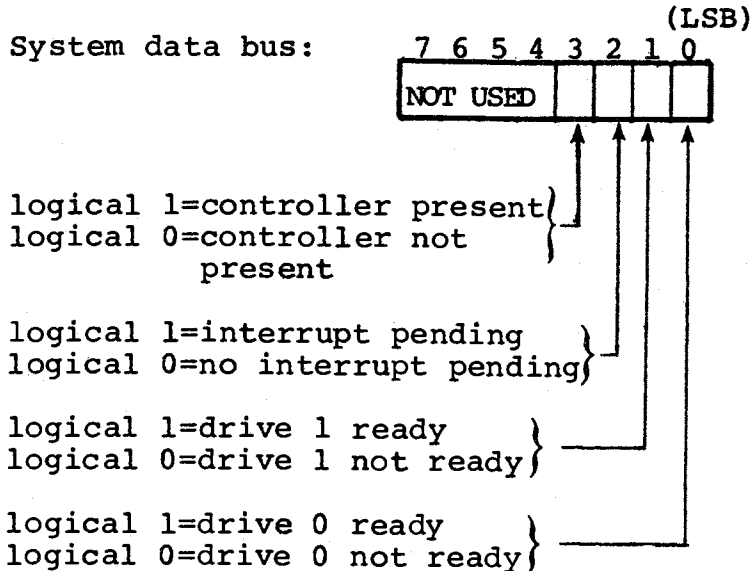 (LSB)
System data bus: 7 6 5 4 3 2 1 0
NOT USED
logical 1=controller present
logical 0=controller not
present
logical 1=interrupt pending
logical 0=no interrupt pending
logical 1=drive 1 ready
logical 0=drive 1 not ready
logical 1=drive 0 ready
logical 0=drive 0 not ready